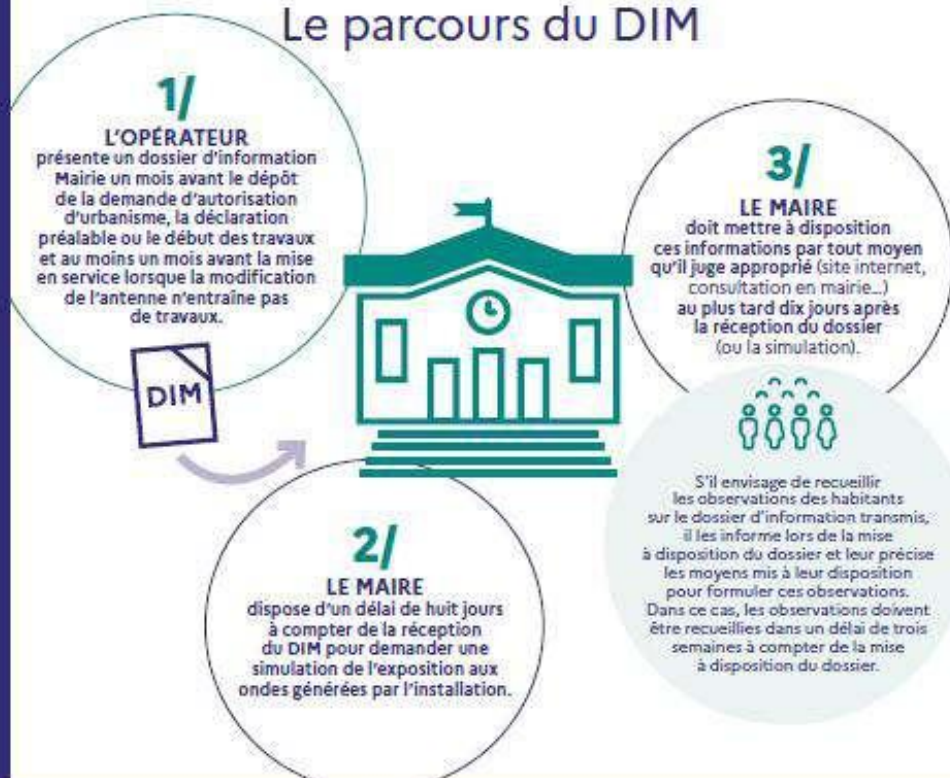 Le parcours du DIM
1/
L'OPÉRATEUR
présente un dossier d'information
Mairie un mois avant le dépôt
de la demande d'autorisation
d'urbanisme, la déclaration
préalable ou le début des travaux
et au moins un mois avant la mise
en service lorsque la modification
de l'antenne n'entraîne pas
de travaux.
DIM
2/
LE MAIRE
dispose d'un délai de huit jours
à compter de la réception
du DIM pour demander une
simulation de l'exposition aux
ondes générées par l'installation.
3/
LE MAIRE
doit mettre à disposition
ces informations par tout moyen
qu'il juge approprié (site internet,
consultation en mairie...)
au plus tard dix jours après
la réception du dossier
(ou la simulation).
S'il envisage de recueillir
les observations des habitants
sur le dossier d'information transmis,
il les informe lors de la mise
à disposition du dossier et leur précise
les moyens mis à leur disposition
pour formuler ces observations.
Dans ce cas, les observations doivent
être recueillies dans un délai de trois
semaines à compter de la mise
à disposition du dossier.